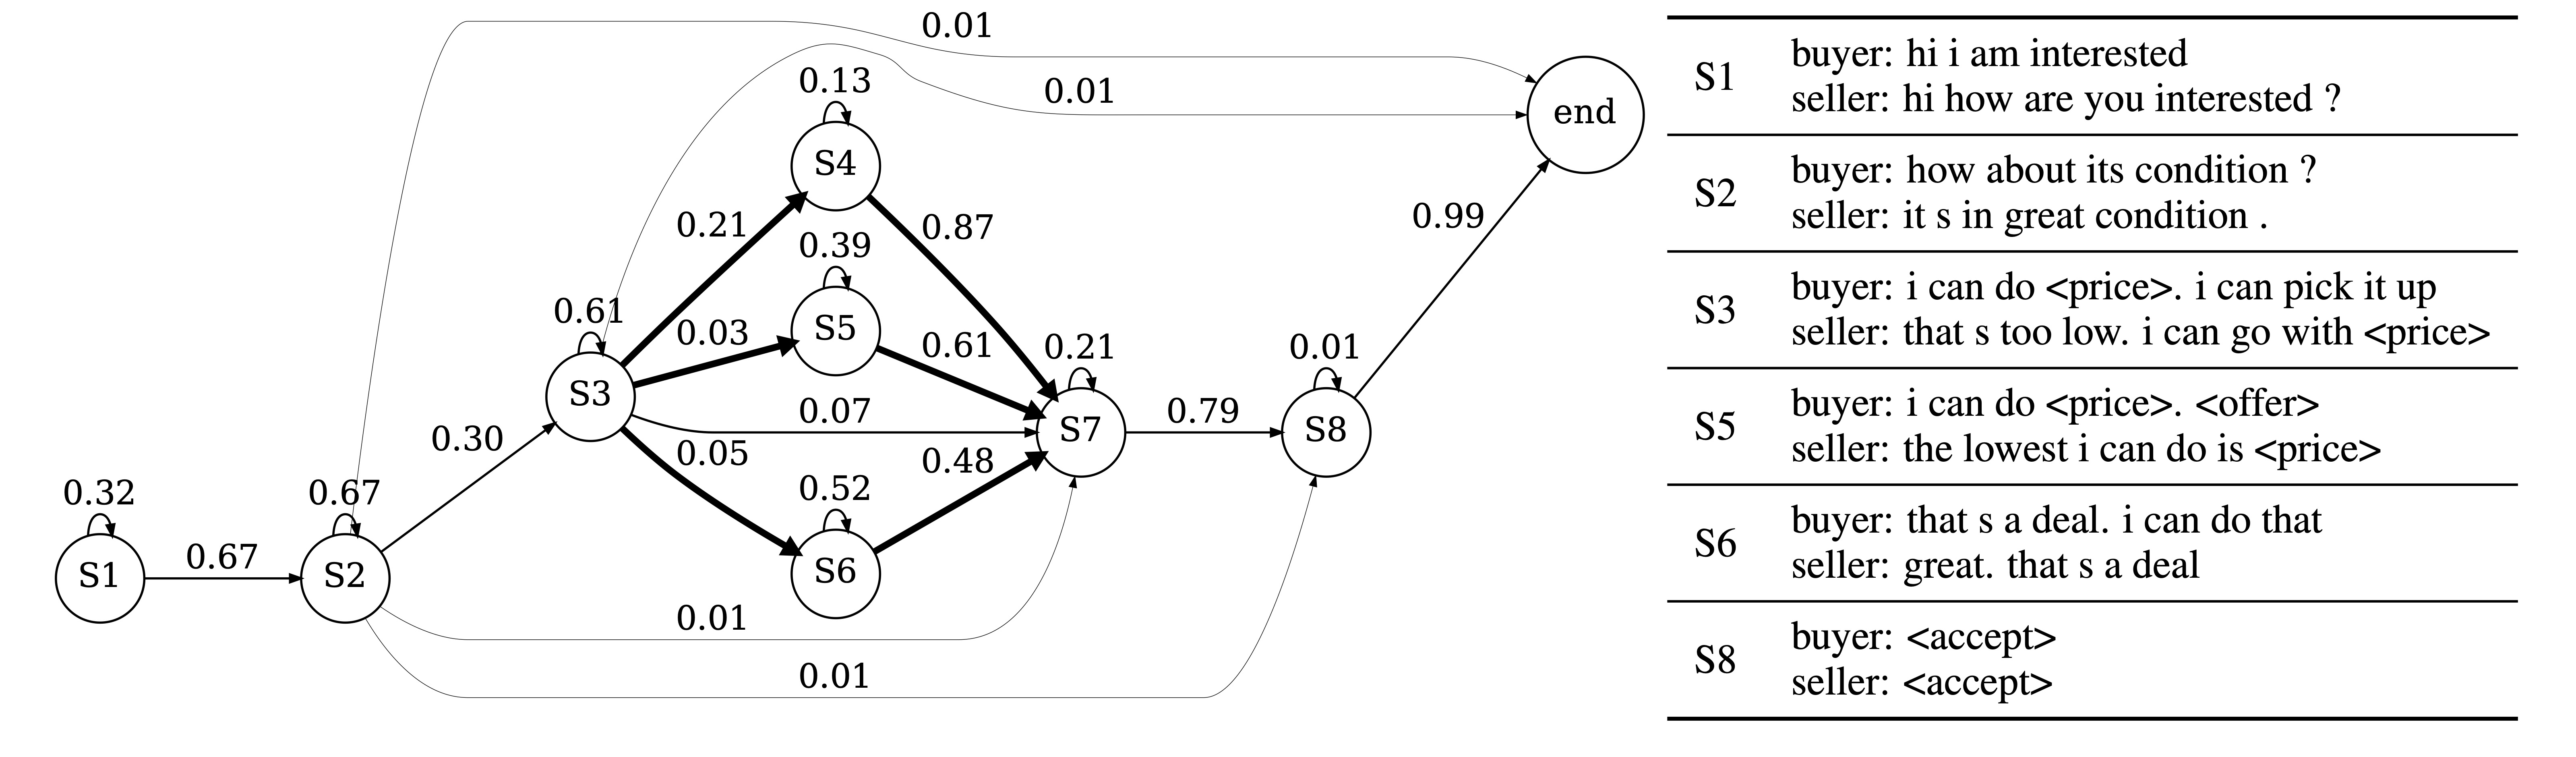 0.01
0.01
end
0.13
S4
0.21
0.87
0.39
S5
0.99
0.61
0.03
0.61
S3
0.21
0.01
0.07
S7
0.79
S8
0.30
0.05
0.48
0.52
0.32
0.67
S6
S1
0.67
S2
0.01
0.01
S1
buyer: hi i am interested
seller: hi how are you interested ?
S2
buyer: how about its condition ?
seller: it s in great condition .
S3
buyer: i can do <price>. i can pick it up
seller: that s too low. i can go with <price>
S5
buyer: i can do <price>. <offer>
seller: the lowest i can do is <price>
S6
buyer: that s a deal. i can do that
seller: great. that s a deal
S8
buyer: <accept>
seller: <accept>